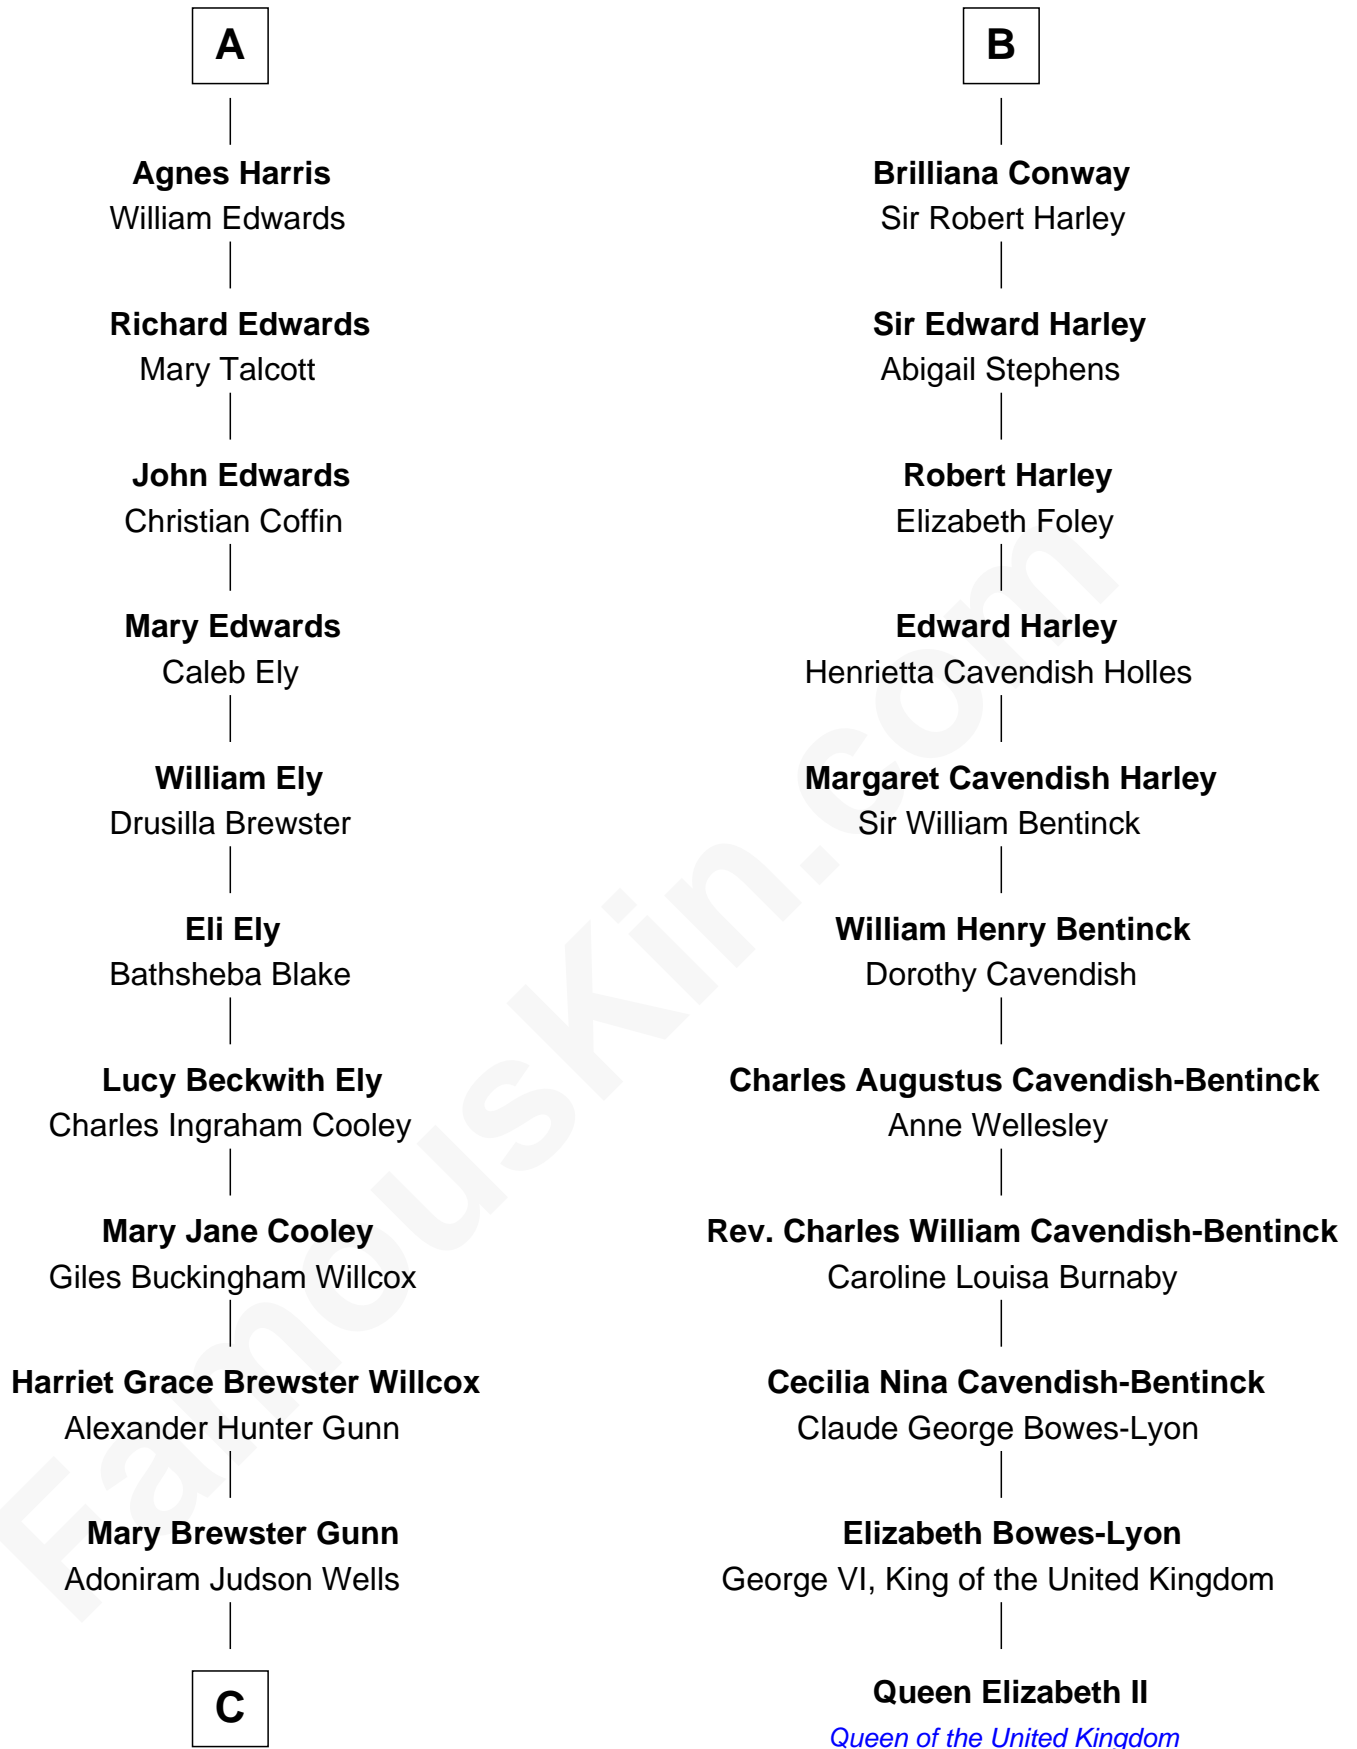 A
Agnes Harris
William Edwards
Richard Edwards
Mary Talcott
John Edwards
Christian Coffin
Mary Edwards
Caleb Ely
William Ely
Drusilla Brewster
Eli Ely
Bathsheba Blake
Lucy Beckwith Ely
Charles Ingraham Cooley
Mary Jane Cooley
Giles Buckingham Willcox
Harriet Grace Brewster Willcox
Alexander Hunter Gunn
Mary Brewster Gunn
Adoniram Judson Wells
C
B
Brilliana Conway
Sir Robert Harley
Sir Edward Harley
Abigail Stephens
Robert Harley
Elizabeth Foley
Edward Harley
Henrietta Cavendish Holles
Margaret Cavendish Harley
Sir William Bentinck
William Henry Bentinck
Dorothy Cavendish
Charles Augustus Cavendish-Bentinck
Anne Wellesley
Rev. Charles William Cavendish-Bentinck
Caroline Louisa Burnaby
Cecilia Nina Cavendish-Bentinck
Claude George Bowes-Lyon
Elizabeth Bowes-Lyon
George VI, King of the United Kingdom
Queen Elizabeth II
Queen of the United Kingdom
FamousKin.com